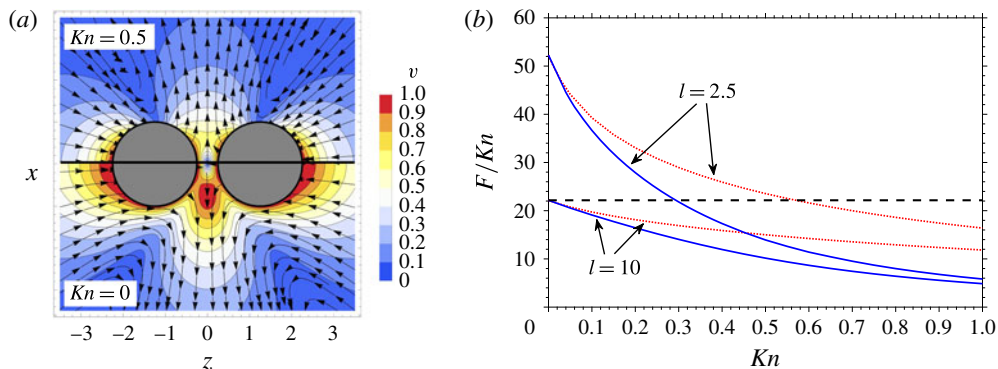 (a)
Kn = 0.5
Kn = 0
x
−3 −2 −1 0 1 2 3
z
v
1.0
0.9
0.8
0.7
0.6
0.5
0.4
0.3
0.2
0.1
0
(b)
60
50
40
30
20
10
F/Kn
l = 2.5
l = 10
0 0.1 0.2 0.3 0.4 0.5 0.6 0.7 0.8 0.9 1.0
Kn